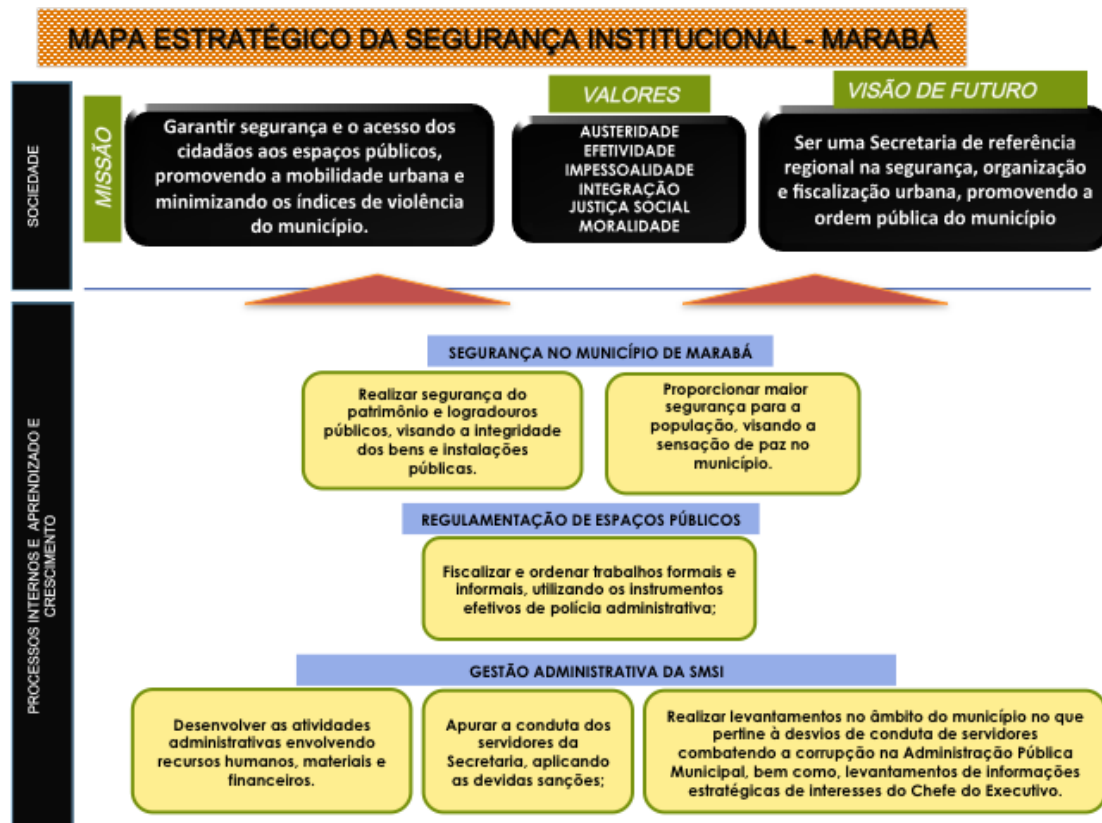 MAPA ESTRATÉGICO DA SEGURANÇA INSTITUCIONAL - MARABÁ
SOCIEDADE
MISSÃO
Garantir segurança e o acesso dos
cidadãos aos espaços públicos,
promovendo a mobilidade urbana e
minimizando os índices de violência
do município.
VALORES
AUSTERIDADE
EFETIVIDADE
IMPESSOALIDADE
INTEGRAÇÃO
JUSTIÇA SOCIAL
MORALIDADE
VISÃO DE FUTURO
Ser uma Secretaria de referência
regional na segurança, organização
e fiscalização urbana, promovendo a
ordem pública do município
PROCESSOS INTERNOS E APRENDIZADO E
CRESCIMENTO
SEGURANÇA NO MUNICÍPIO DE MARABÁ
Realizar segurança do
patrimônio e logradouros
públicos, visando a integridade
dos bens e instalações
públicas.
Proporcionar maior
segurança para a
população, visando a
sensação de paz no
município.
REGULAMENTAÇÃO DE ESPAÇOS PÚBLICOS
Fiscalizar e ordenar trabalhos formais e
informais, utilizando os instrumentos
efetivos de polícia administrativa;
GESTÃO ADMINISTRATIVA DA SMSI
Desenvolver as atividades
administrativas envolvendo
recursos humanos, materiais e
financeiros.
Apurar a conduta dos
servidores da
Secretaria, aplicando
as devidas sanções;
Realizar levantamentos no âmbito do município no que
pertine à desvios de conduta de servidores
combatendo a corrupção na Administração Pública
Municipal, bem como, levantamentos de informações
estratégicas de interesses do Chefe do Executivo.